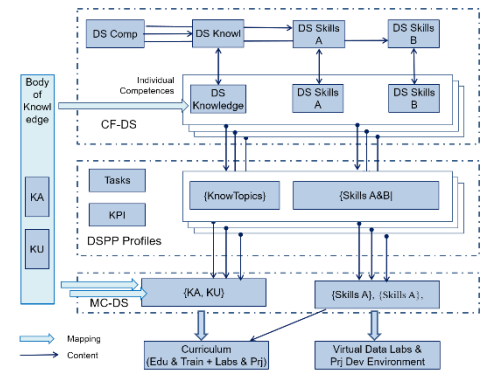 DS Comp
DS Knowl
DS Skills
A
DS Skills
B
Body
of
Knowl
edge
Individual
Competences
DS
Knowledge
DS Skills
A
DS Skills
B
CF-DS
KA
KU
Tasks
KPI
{KnowTopics}
{Skills A&B|
DSPP Profiles
{KA, KU}
{Skills A}, {Skills A},
MC-DS
Mapping
Content
Curriculum
(Edu & Train + Labs & Prj)
Virtual Data Labs &
Prj Dev Environment